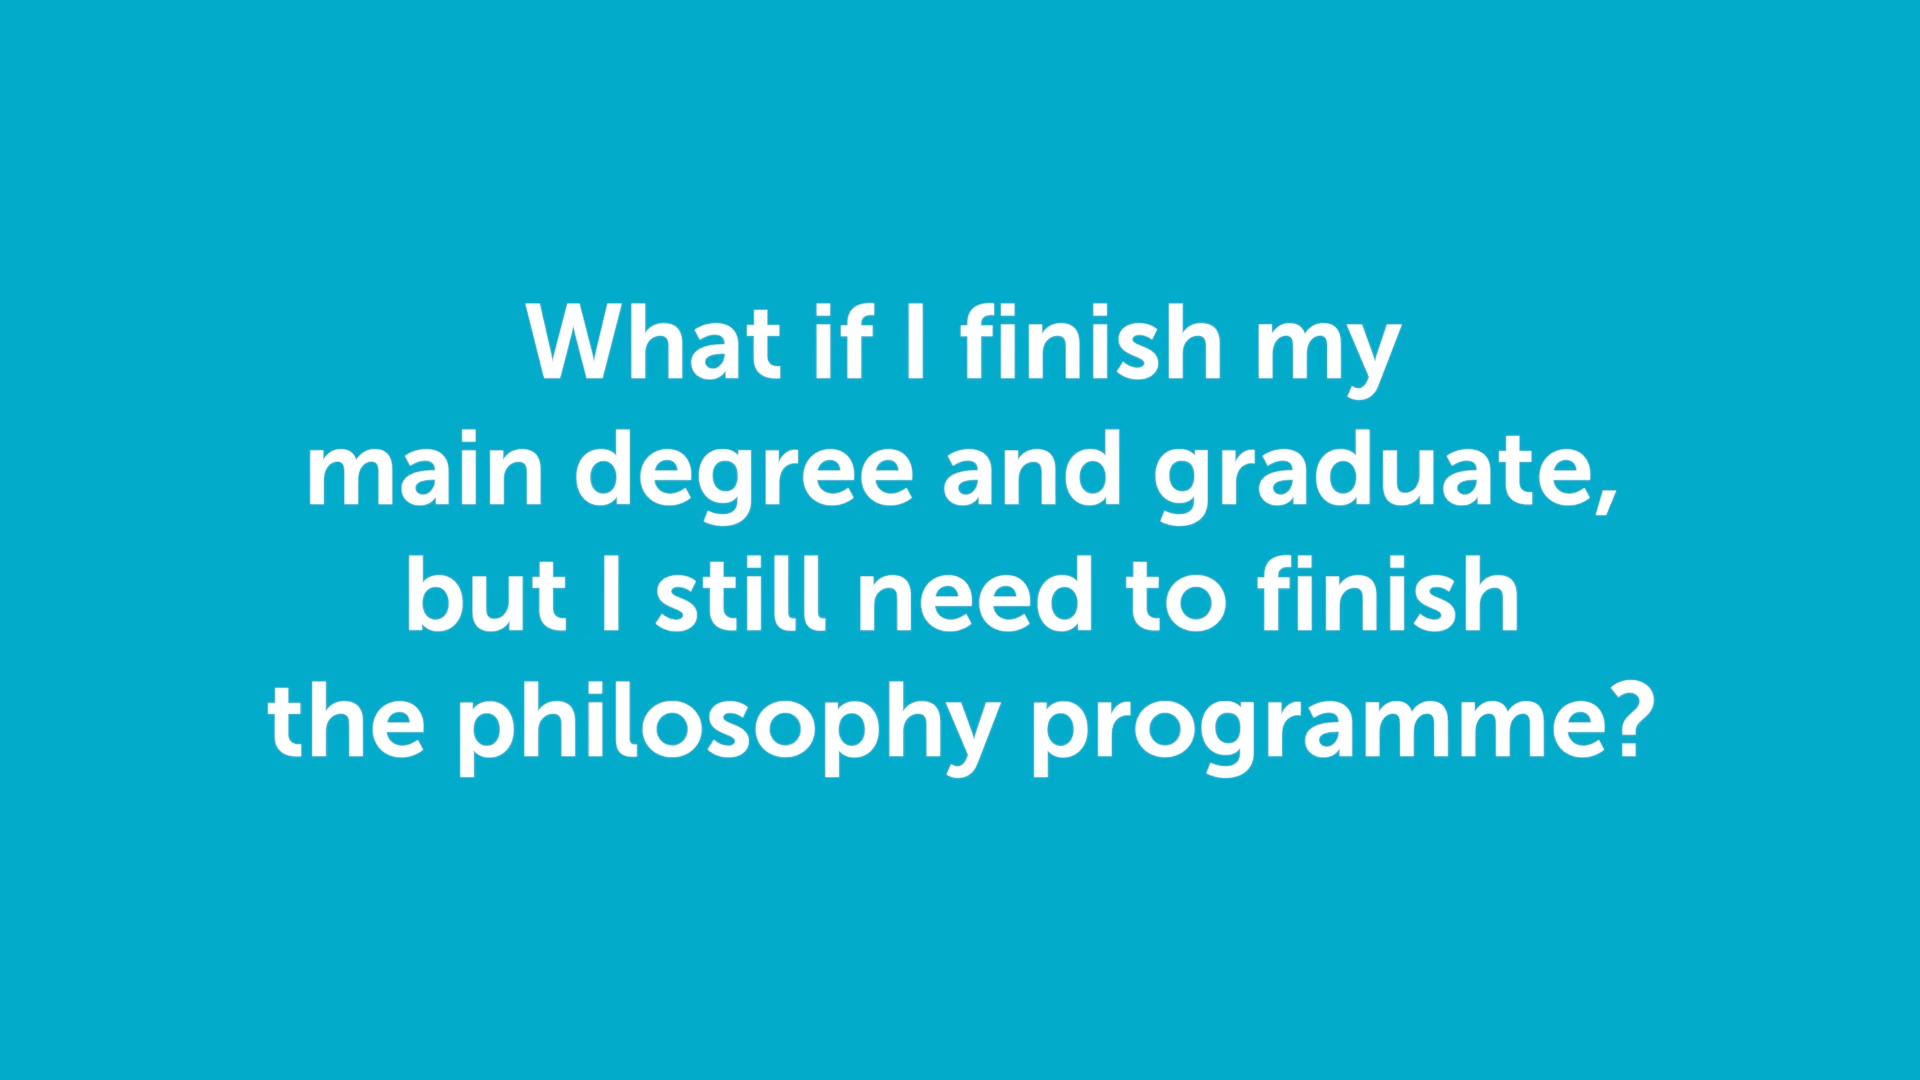 What if I finish my
main degree and graduate,
but I still need to finish
the philosophy programme?